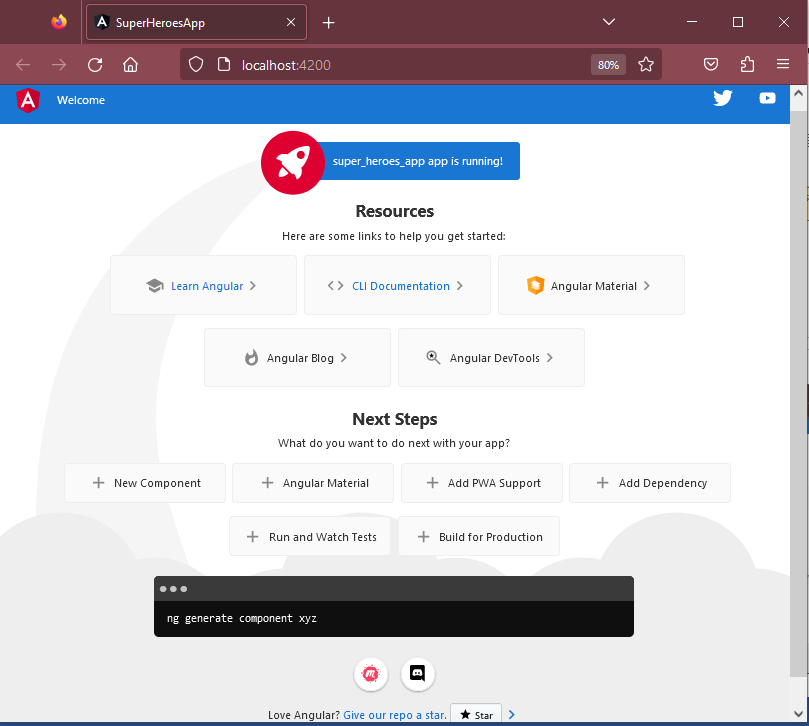 SuperHeroesApp
localhost:4200
80%
Welcome
super_heroes_app app is running!
Resources
Here are some links to help you get started:
Learn Angular
CLI Documentation
Angular Material
Angular Blog
Angular DevTools
Next Steps
What do you want to do next with your app?
New Component
Angular Material
Add PWA Support
Add Dependency
Run and Watch Tests
Build for Production
ng generate component xyz
Love Angular? Give our repo a star. Star